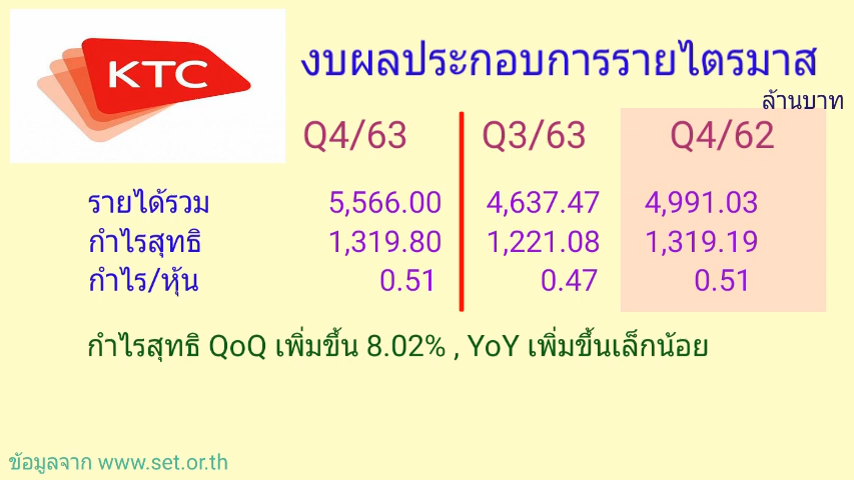 KTC
งบผลประกอบการรายไตรมาส
ล้านบาท
Q4/63 Q3/63 Q4/62
รายได้รวม 5,566.00 4,637.47 4,991.03
กำไรสุทธิ 1,319.80 1,221.08 1,319.19
กำไร/หุ้น 0.51 0.47 0.51
กำไรสุทธิ QoQ เพิ่มขึ้น 8.02% , YoY เพิ่มขึ้นเล็กน้อย
ข้อมูลจาก www.set.or.th